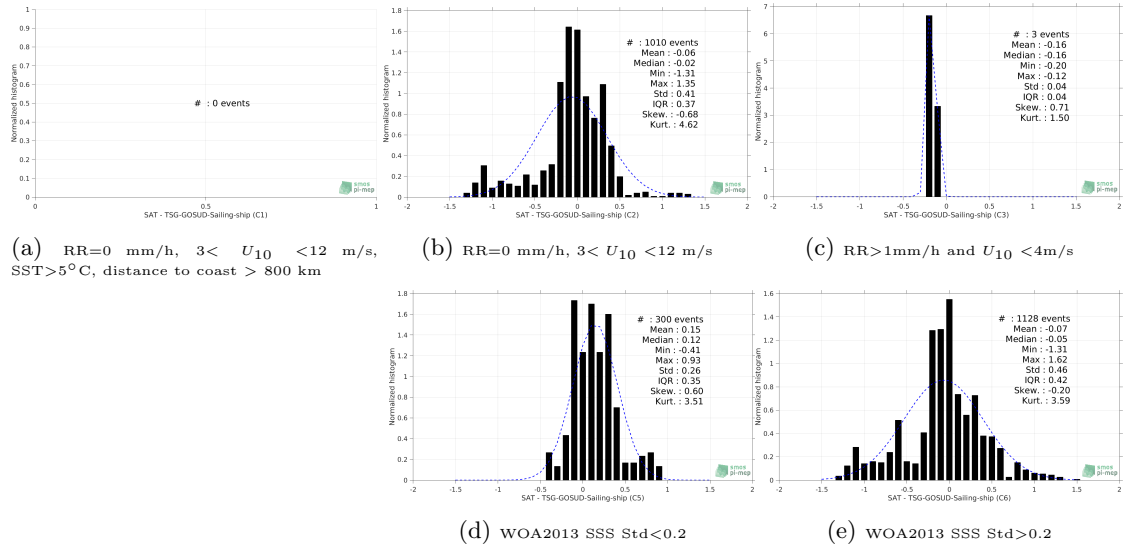 1
0.9
0.8
0.7
0.6
0.5
0.4
0.3
0.2
0.1
0
0
0.5
1
Normalized histogram
# : 0 events
smos
pi-mep
SAT - TSG-GOSUD-Sailing-ship (C1)
(a) RR=0 mm/h, 3< U10 <12 m/s,
SST>5°C, distance to coast > 800 km
1.8
1.6
1.4
1.2
1
0.8
0.6
0.4
0.2
0
-2
-1.5
-1
-0.5
0
0.5
1
1.5
2
Normalized histogram
# : 1010 events
Mean : -0.06
Median : -0.02
Min : -1.31
Max : 1.35
Std : 0.41
IQR : 0.37
Skew. : -0.68
Kurt. : 4.62
smos
pi-mep
SAT - TSG-GOSUD-Sailing-ship (C2)
(b) RR=0 mm/h, 3< U10 <12 m/s
7
6
5
4
3
2
1
0
-2
-1.5
-1
-0.5
0
0.5
1
1.5
2
Normalized histogram
# : 3 events
Mean : -0.16
Median : -0.16
Min : -0.20
Max : -0.12
Std : 0.04
IQR : 0.04
Skew. : 0.71
Kurt. : 1.50
smos
pi-mep
SAT - TSG-GOSUD-Sailing-ship (C3)
(c) RR>1mm/h and U10 <4m/s
1.8
1.6
1.4
1.2
1
0.8
0.6
0.4
0.2
0
-2
-1.5
-1
-0.5
0
0.5
1
1.5
2
Normalized histogram
# : 300 events
Mean : 0.15
Median : 0.12
Min : -0.41
Max : 0.93
Std : 0.26
IQR : 0.35
Skew. : 0.60
Kurt. : 3.51
smos
pi-mep
SAT - TSG-GOSUD-Sailing-ship (C5)
(d) WOA2013 SSS Std<0.2
1.6
1.4
1.2
1
0.8
0.6
0.4
0.2
0
-2
-1.5
-1
-0.5
0
0.5
1
1.5
2
Normalized histogram
# : 1128 events
Mean : -0.07
Median : -0.05
Min : -1.31
Max : 1.62
Std : 0.46
IQR : 0.42
Skew. : -0.20
Kurt. : 3.59
smos
pi-mep
SAT - TSG-GOSUD-Sailing-ship (C6)
(e) WOA2013 SSS Std>0.2